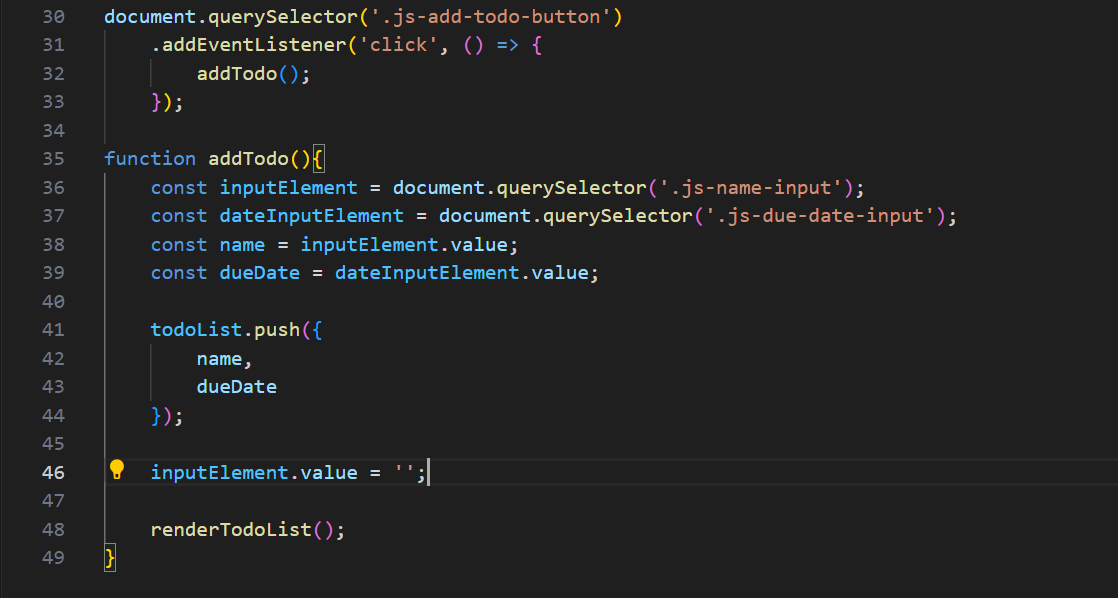 30 document.querySelector('.js-add-todo-button')
31     .addEventListener('click', () => {
32         addTodo();
33     });
34
35 function addTodo(){
36     const inputElement = document.querySelector('.js-name-input');
37     const dateInputElement = document.querySelector('.js-due-date-input');
38     const name = inputElement.value;
39     const dueDate = dateInputElement.value;
40
41     todoList.push({
42         name,
43         dueDate
44     });
45
46     inputElement.value = '';
47
48     renderTodoList();
49 }